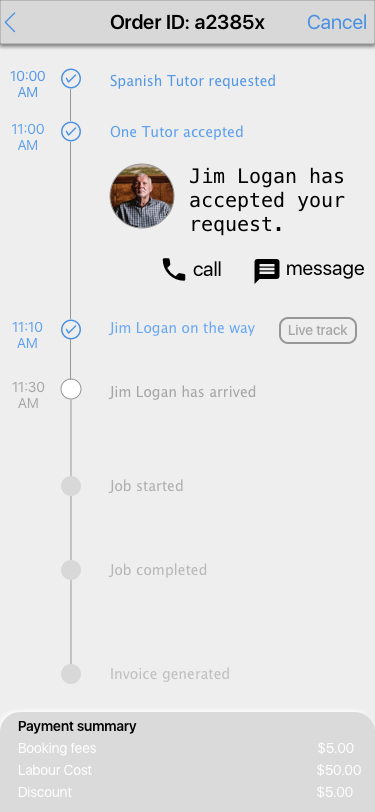 Order ID: a2385x
Cancel
10:00 AM
Spanish Tutor requested
11:00 AM
One Tutor accepted
Jim Logan has
accepted your
request.
call
message
11:10 AM
Jim Logan on the way
Live track
11:30 AM
Jim Logan has arrived
Job started
Job completed
Invoice generated
Payment summary
Booking fees $5.00
Labour Cost $50.00
Discount $5.00